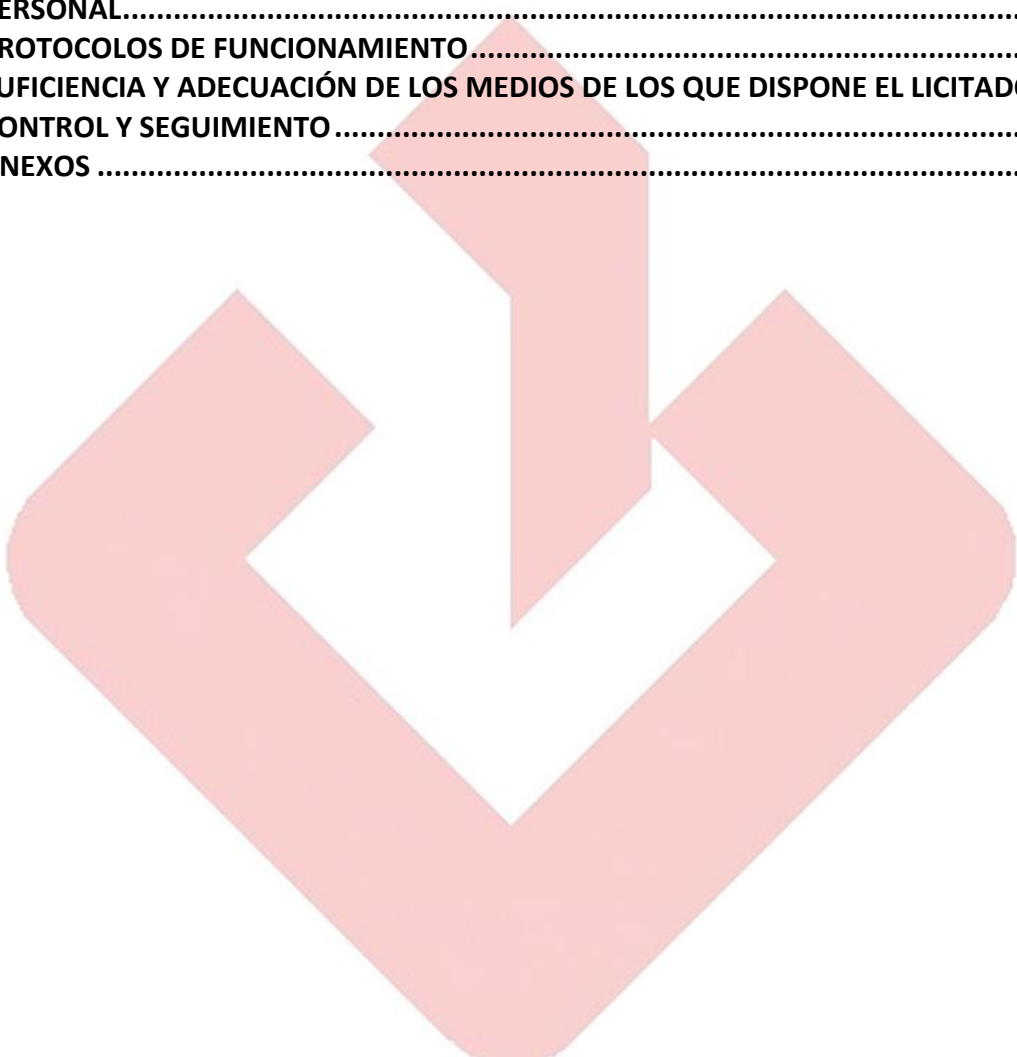 ERSONAL..........................................................................................................
ROTOCOLOS DE FUNCIONAMIENTO..................................................................
UFICIENCIA Y ADECUACIÓN DE LOS MEDIOS DE LOS QUE DISPONE EL LICITADO
ONTROL Y SEGUIMIENTO..................................................................................
NEXOS ...............................................................................................................